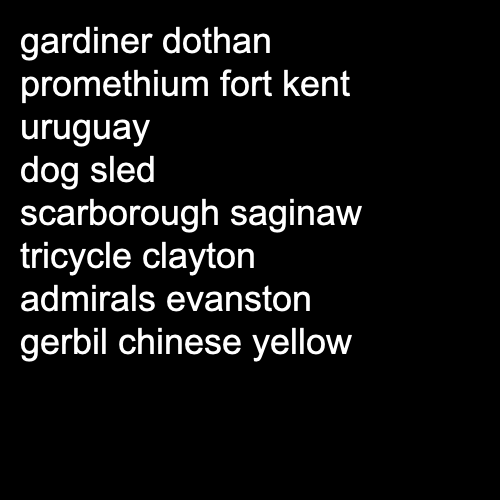 gardiner dothan
promethium fort kent
uruguay
dog sled
scarborough saginaw
tricycle clayton
admirals evanston
gerbil chinese yellow